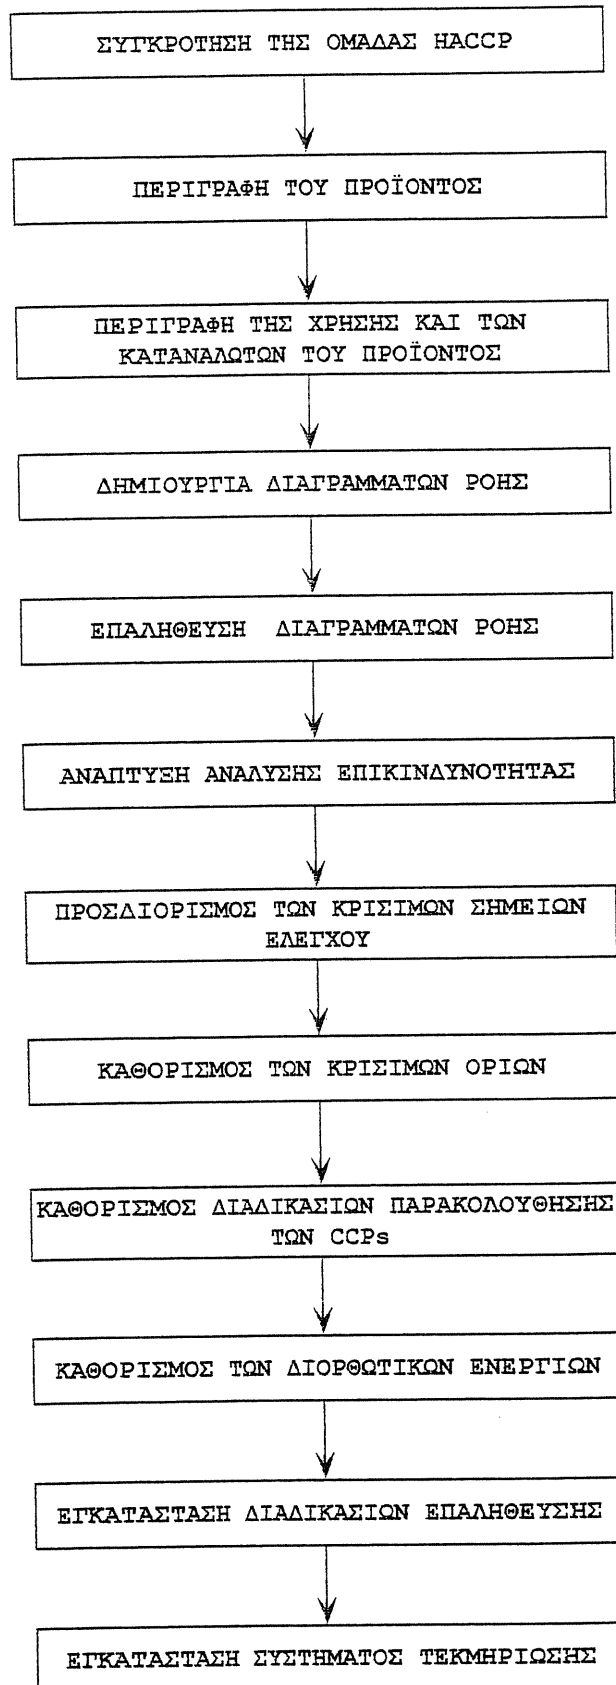 ΣΥΓΚΡΟΤΗΣΗ ΤΗΣ ΟΜΑΔΑΣ HACCP
ΠΕΡΙΓΡΑΦΗ ΤΟΥ ΠΡΟΪΟΝΤΟΣ
ΠΕΡΙΓΡΑΦΗ ΤΗΣ ΧΡΗΣΗΣ ΚΑΙ ΤΩΝ
ΚΑΤΑΝΑΛΩΤΩΝ ΤΟΥ ΠΡΟΪΟΝΤΟΣ
ΔΗΜΙΟΥΡΓΙΑ ΔΙΑΓΡΑΜΜΑΤΩΝ ΡΟΗΣ
ΕΠΑΛΗΘΕΥΣΗ ΔΙΑΓΡΑΜΜΑΤΩΝ ΡΟΗΣ
ΑΝΑΠΤΥΞΗ ΑΝΑΛΥΣΗΣ ΕΠΙΚΙΝΔΥΝΟΤΗΤΑΣ
ΠΡΟΣΔΙΟΡΙΣΜΟΣ ΤΩΝ ΚΡΙΣΙΜΩΝ ΣΗΜΕΙΩΝ
ΕΛΕΓΧΟΥ
ΚΑΘΟΡΙΣΜΟΣ ΤΩΝ ΚΡΙΣΙΜΩΝ ΟΡΙΩΝ
ΚΑΘΟΡΙΣΜΟΣ ΔΙΑΔΙΚΑΣΙΩΝ ΠΑΡΑΚΟΛΟΥΘΗΣΗΣ
ΤΩΝ CCPs
ΚΑΘΟΡΙΣΜΟΣ ΤΩΝ ΔΙΟΡΘΩΤΙΚΩΝ ΕΝΕΡΓΙΩΝ
ΕΓΚΑΤΑΣΤΑΣΗ ΔΙΑΔΙΚΑΣΙΩΝ ΕΠΑΛΗΘΕΥΣΗΣ
ΕΓΚΑΤΑΣΤΑΣΗ ΣΥΣΤΗΜΑΤΟΣ ΤΕΚΜΗΡΙΩΣΗΣ